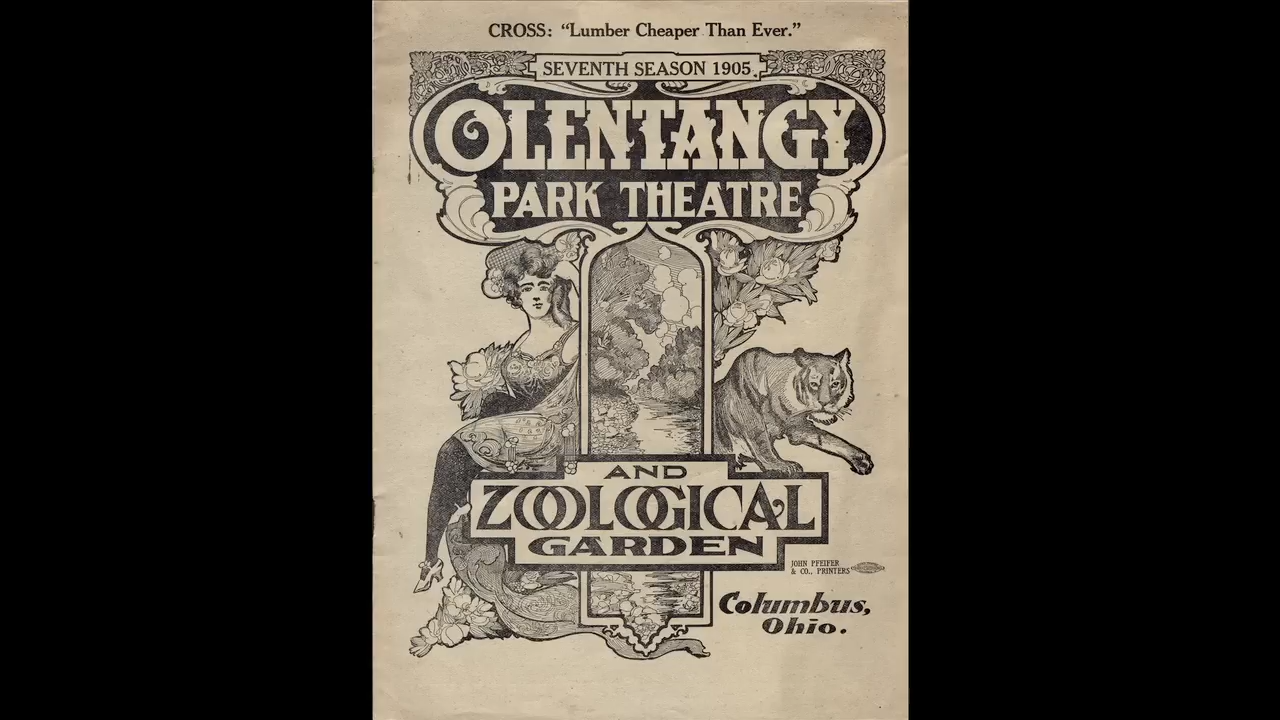 CROSS: "Lumber Cheaper Than Ever."
SEVENTH SEASON 1905.
OLENTANGY
PARK THEATRE
AND
ZOOLOGICAL
GARDEN
JOHN PFEIFER
& CO., PRINTERS
Columbus,
Ohio.